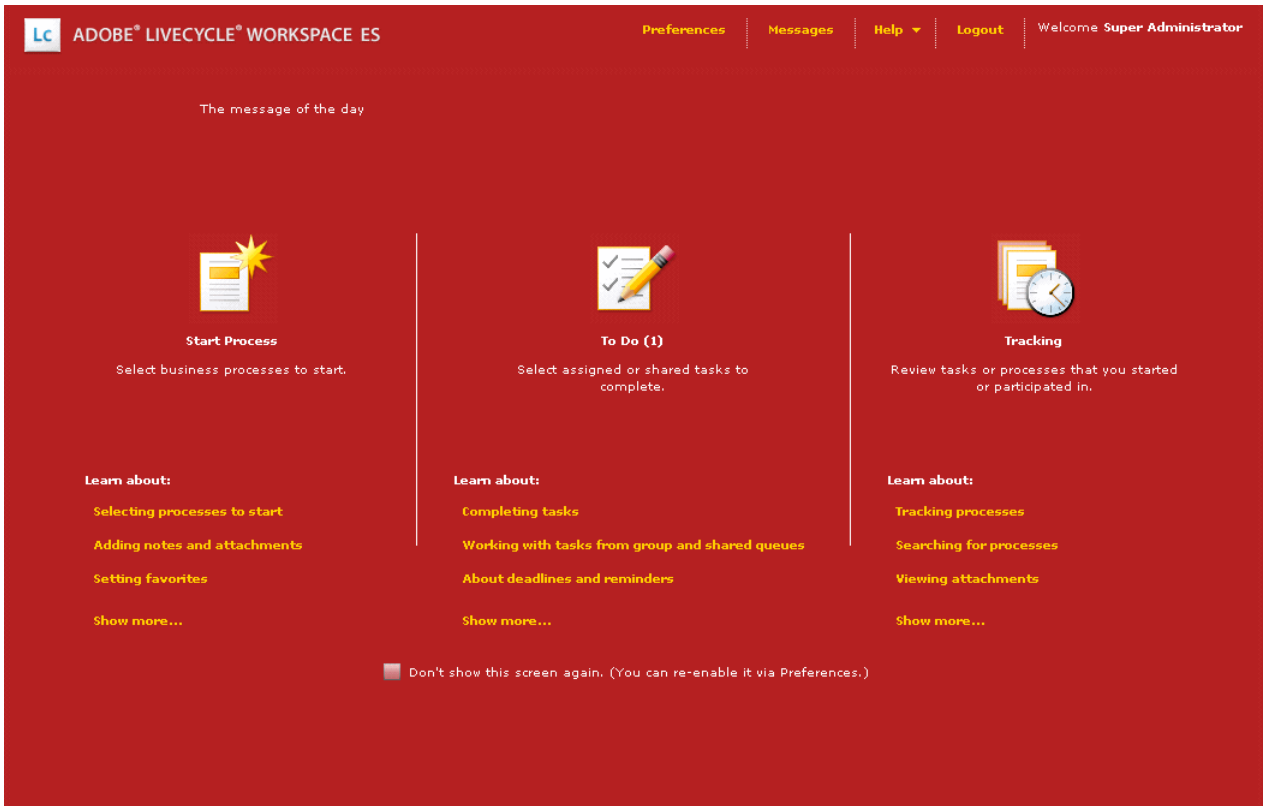 Lc ADOBE® LIVECYCLE® WORKSPACE ES
Preferences Messages Help Logout Welcome Super Administrator
The message of the day
Start Process
Select business processes to start.
Learn about:
Selecting processes to start
Adding notes and attachments
Setting favorites
Show more...
To Do (1)
Select assigned or shared tasks to
complete.
Learn about:
Completing tasks
Working with tasks from group and shared queues
About deadlines and reminders
Show more...
Tracking
Review tasks or processes that you started
or participated in.
Learn about:
Tracking processes
Searching for processes
Viewing attachments
Show more...
Don't show this screen again. (You can re-enable it via Preferences.)